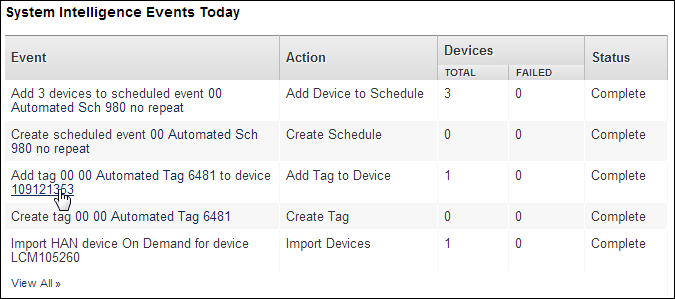 System Intelligence Events Today
Event Action Devices Status
TOTAL FAILED
Add 3 devices to scheduled event 00 Add Device to Schedule 3 0 Complete
Automated Sch 980 no repeat
Create scheduled event 00 Automated Sch Create Schedule 0 0 Complete
980 no repeat
Add tag 00 00 Automated Tag 6481 to device Add Tag to Device 1 0 Complete
109121353
Create tag 00 00 Automated Tag 6481 Create Tag 0 0 Complete
Import HAN device On Demand for device Import Devices 1 0 Complete
LCM105260
View All »